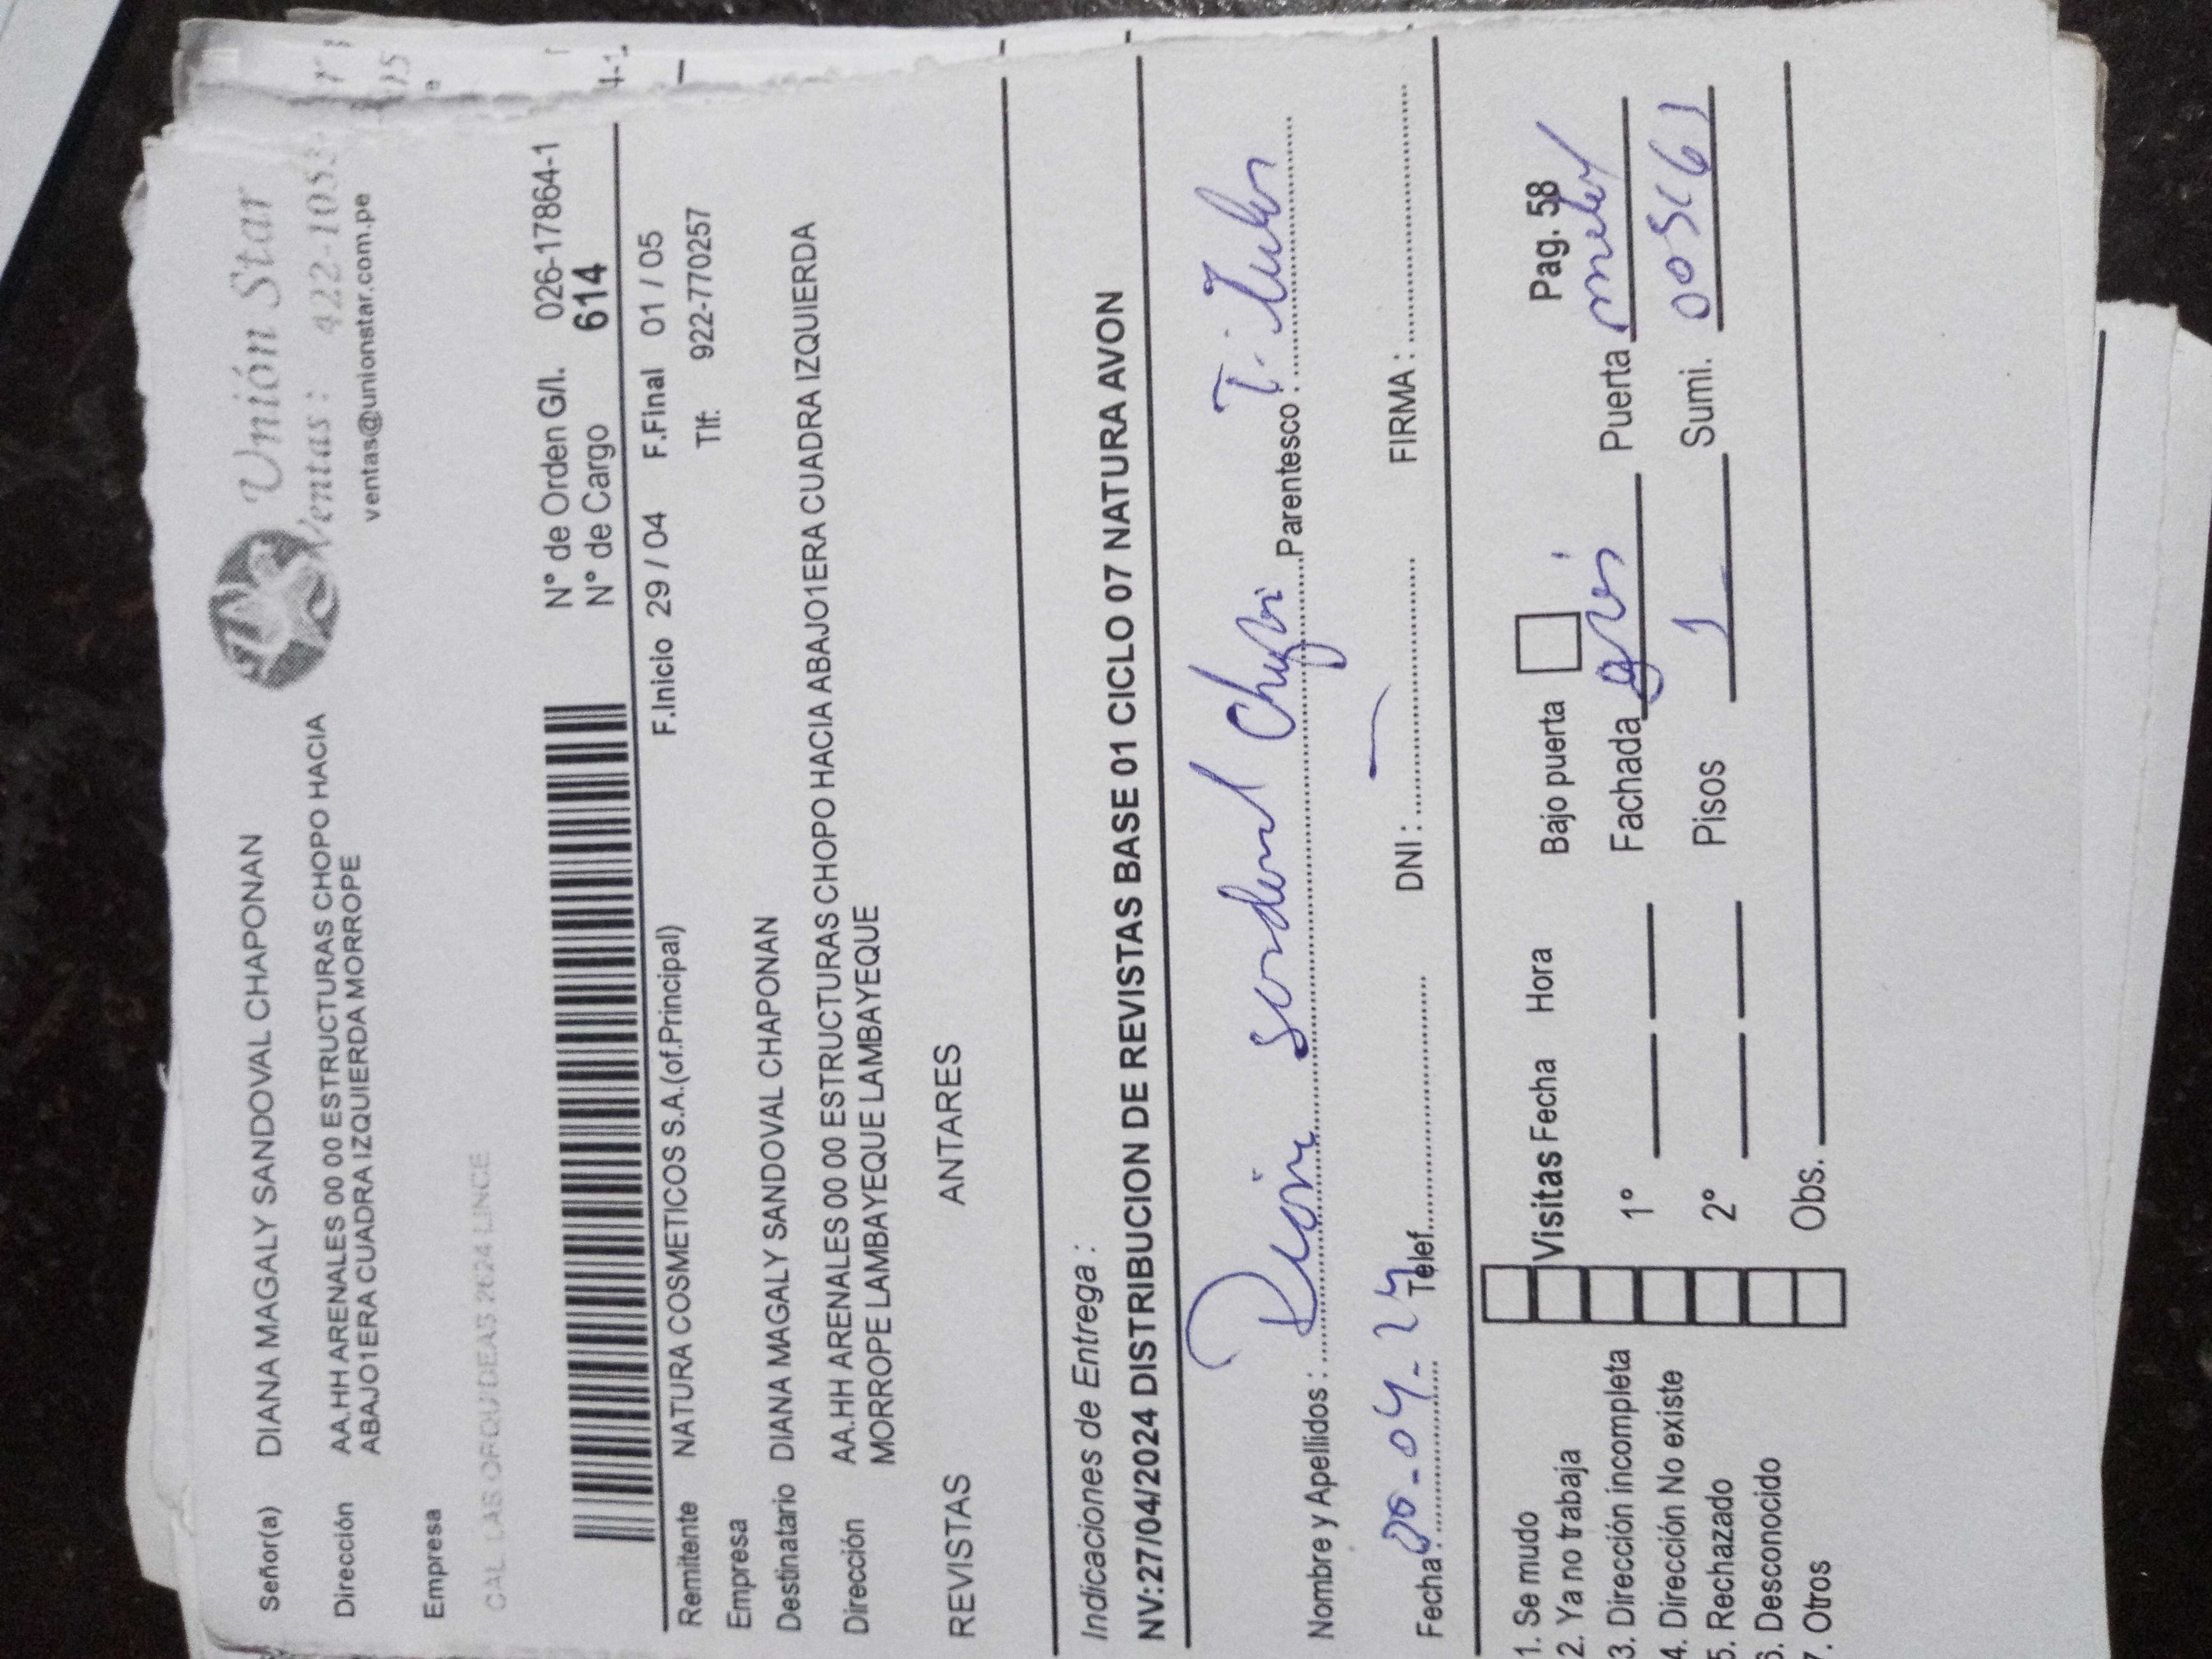 Unión Star
Ventas : 422-105
ventas@unionstar.com.pe
Señor(a) DIANA MAGALY SANDOVAL CHAPONAN
Dirección AA.HH ARENALES 00 00 ESTRUCTURAS CHOPO HACIA
ABAJO1ERA CUADRA IZQUIERDA MORROPE
Empresa
CAL. LAS ORQUIDEAS 2624 LINCE
N° de Orden G/I. 026-178641-1
N° de Cargo 614
F.Inicio 29 / 04 F.Final 01 / 05
Remitente NATURA COSMETICOS S.A.(of.Principal)
Tlf. 922-770257
Empresa
Destinatario DIANA MAGALY SANDOVAL CHAPONAN
Dirección AA.HH ARENALES 00 00 ESTRUCTURAS CHOPO HACIA ABAJO1ERA CUADRA IZQUIERDA
MORROPE LAMBAYEQUE LAMBAYEQUE
REVISTAS ANTARES
Indicaciones de Entrega :
NV:27/04/2024 DISTRIBUCION DE REVISTAS BASE 01 CICLO 07 NATURA AVON
Nombre y Apellidos : Parentesco :
Fecha : Telef. DNI : FIRMA :
1. Se mudo
2. Ya no trabaja
3. Dirección incompleta
4. Dirección No existe
5. Rechazado
6. Desconocido
7. Otros
Visitas Fecha Hora Bajo puerta Pag. 58
1° Fachada gris Puerta metal
2° Pisos 1 Sumi.
Obs.